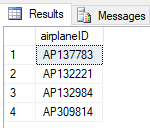 Results Messages
airplaneID
1 AP137783
2 AP132221
3 AP132984
4 AP309814